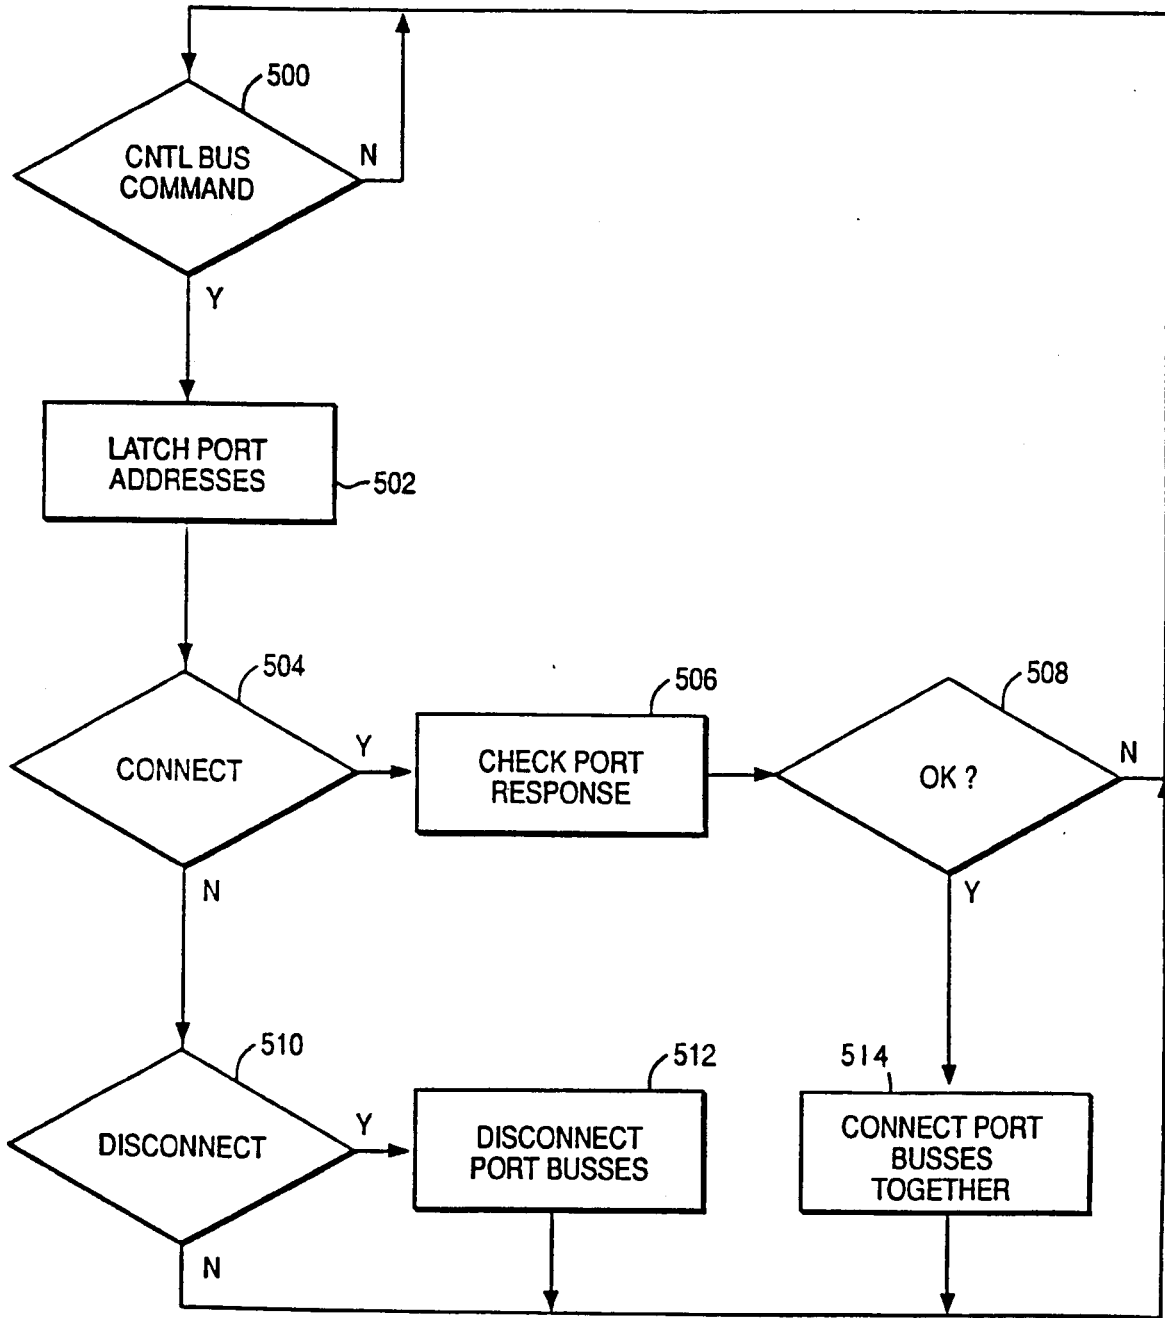 500
CNTL BUS
COMMAND
N
Y
LATCH PORT
ADDRESSES
502
504
CONNECT
Y
N
506
CHECK PORT
RESPONSE
508
OK ?
N
Y
510
DISCONNECT
Y
N
512
DISCONNECT
PORT BUSSES
514
CONNECT PORT
BUSSES
TOGETHER